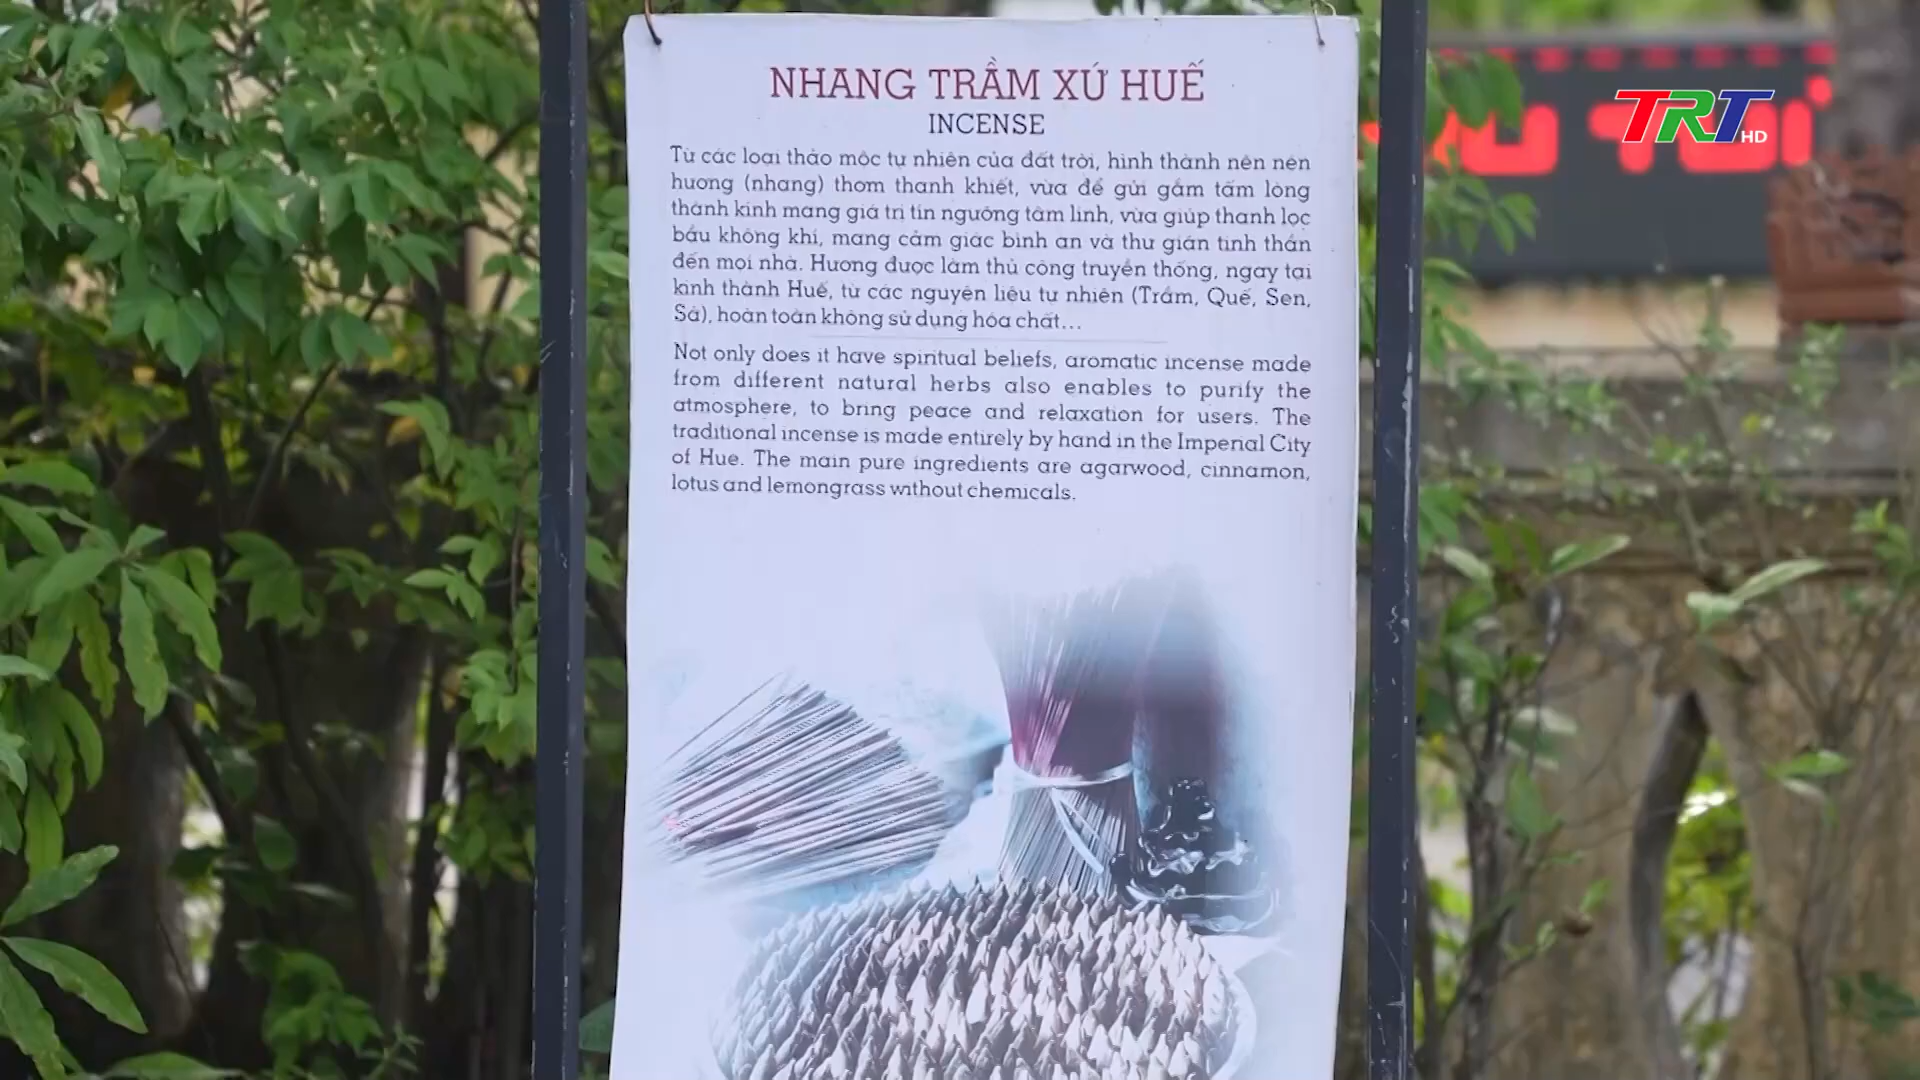 NHANG TRẦM XỨ HUẾ
INCENSE
Từ các loại thảo mộc tự nhiên của đất trời, hình thành nên nén
hương (nhang) thơm thanh khiết, vừa để gửi gắm tấm lòng
thành kính mang giá trị tín ngưỡng tâm linh, vừa giúp thanh lọc
bầu không khí, mang cảm giác bình an và thư giãn tinh thần
đến mọi nhà. Hương được làm thủ công truyền thống, ngay tại
kinh thành Huế, từ các nguyên liệu tự nhiên (Trầm, Quế, Sen,
Sả), hoàn toàn không sử dụng hóa chất...
Not only does it have spiritual beliefs, aromatic incense made
from different natural herbs also enables to purify the
atmosphere, to bring peace and relaxation for users. The
traditional incense is made entirely by hand in the Imperial City
of Hue. The main pure ingredients are agarwood, cinnamon,
lotus and lemongrass without chemicals.
TRT HD